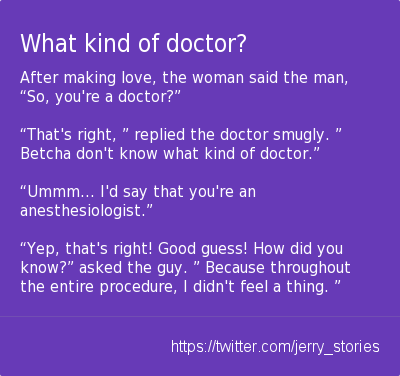 What kind of doctor?
After making love, the woman said the man,
“So, you're a doctor?”
“That's right, ” replied the doctor smugly. ”
Betcha don't know what kind of doctor.”
“Ummm... I'd say that you're an
anesthesiologist.”
“Yep, that's right! Good guess! How did you
know?” asked the guy. ” Because throughout
the entire procedure, I didn't feel a thing. ”
https://twitter.com/jerry_stories